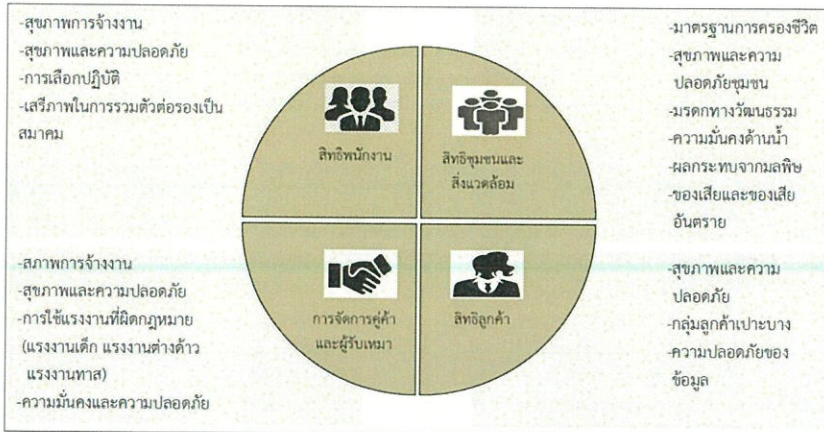 -สุขภาพการจ้างงาน
-สุขภาพและความปลอดภัย
-การเลือกปฏิบัติ
-เสรีภาพในการรวมตัวต่อรองเป็น
สมาคม
สิทธิพนักงาน
สิทธิชุมชนและ
สิ่งแวดล้อม
-มาตรฐานการครองชีวิต
-สุขภาพและความ
ปลอดภัยชุมชน
-มรดกทางวัฒนธรรม
-ความมั่นคงด้านน้ำ
-ผลกระทบจากมลพิษ
-ของเสียและของเสีย
อันตราย
-สภาพการจ้างงาน
-สุขภาพและความปลอดภัย
-การใช้แรงงานที่ผิดกฎหมาย
(แรงงานเด็ก แรงงานต่างด้าว
แรงงานทาส)
-ความมั่นคงและความปลอดภัย
การจัดการคู่ค้า
และผู้รับเหมา
สิทธิลูกค้า
-สุขภาพและความ
ปลอดภัย
-กลุ่มลูกค้าเปาะบาง
-ความปลอดภัยของ
ข้อมูล